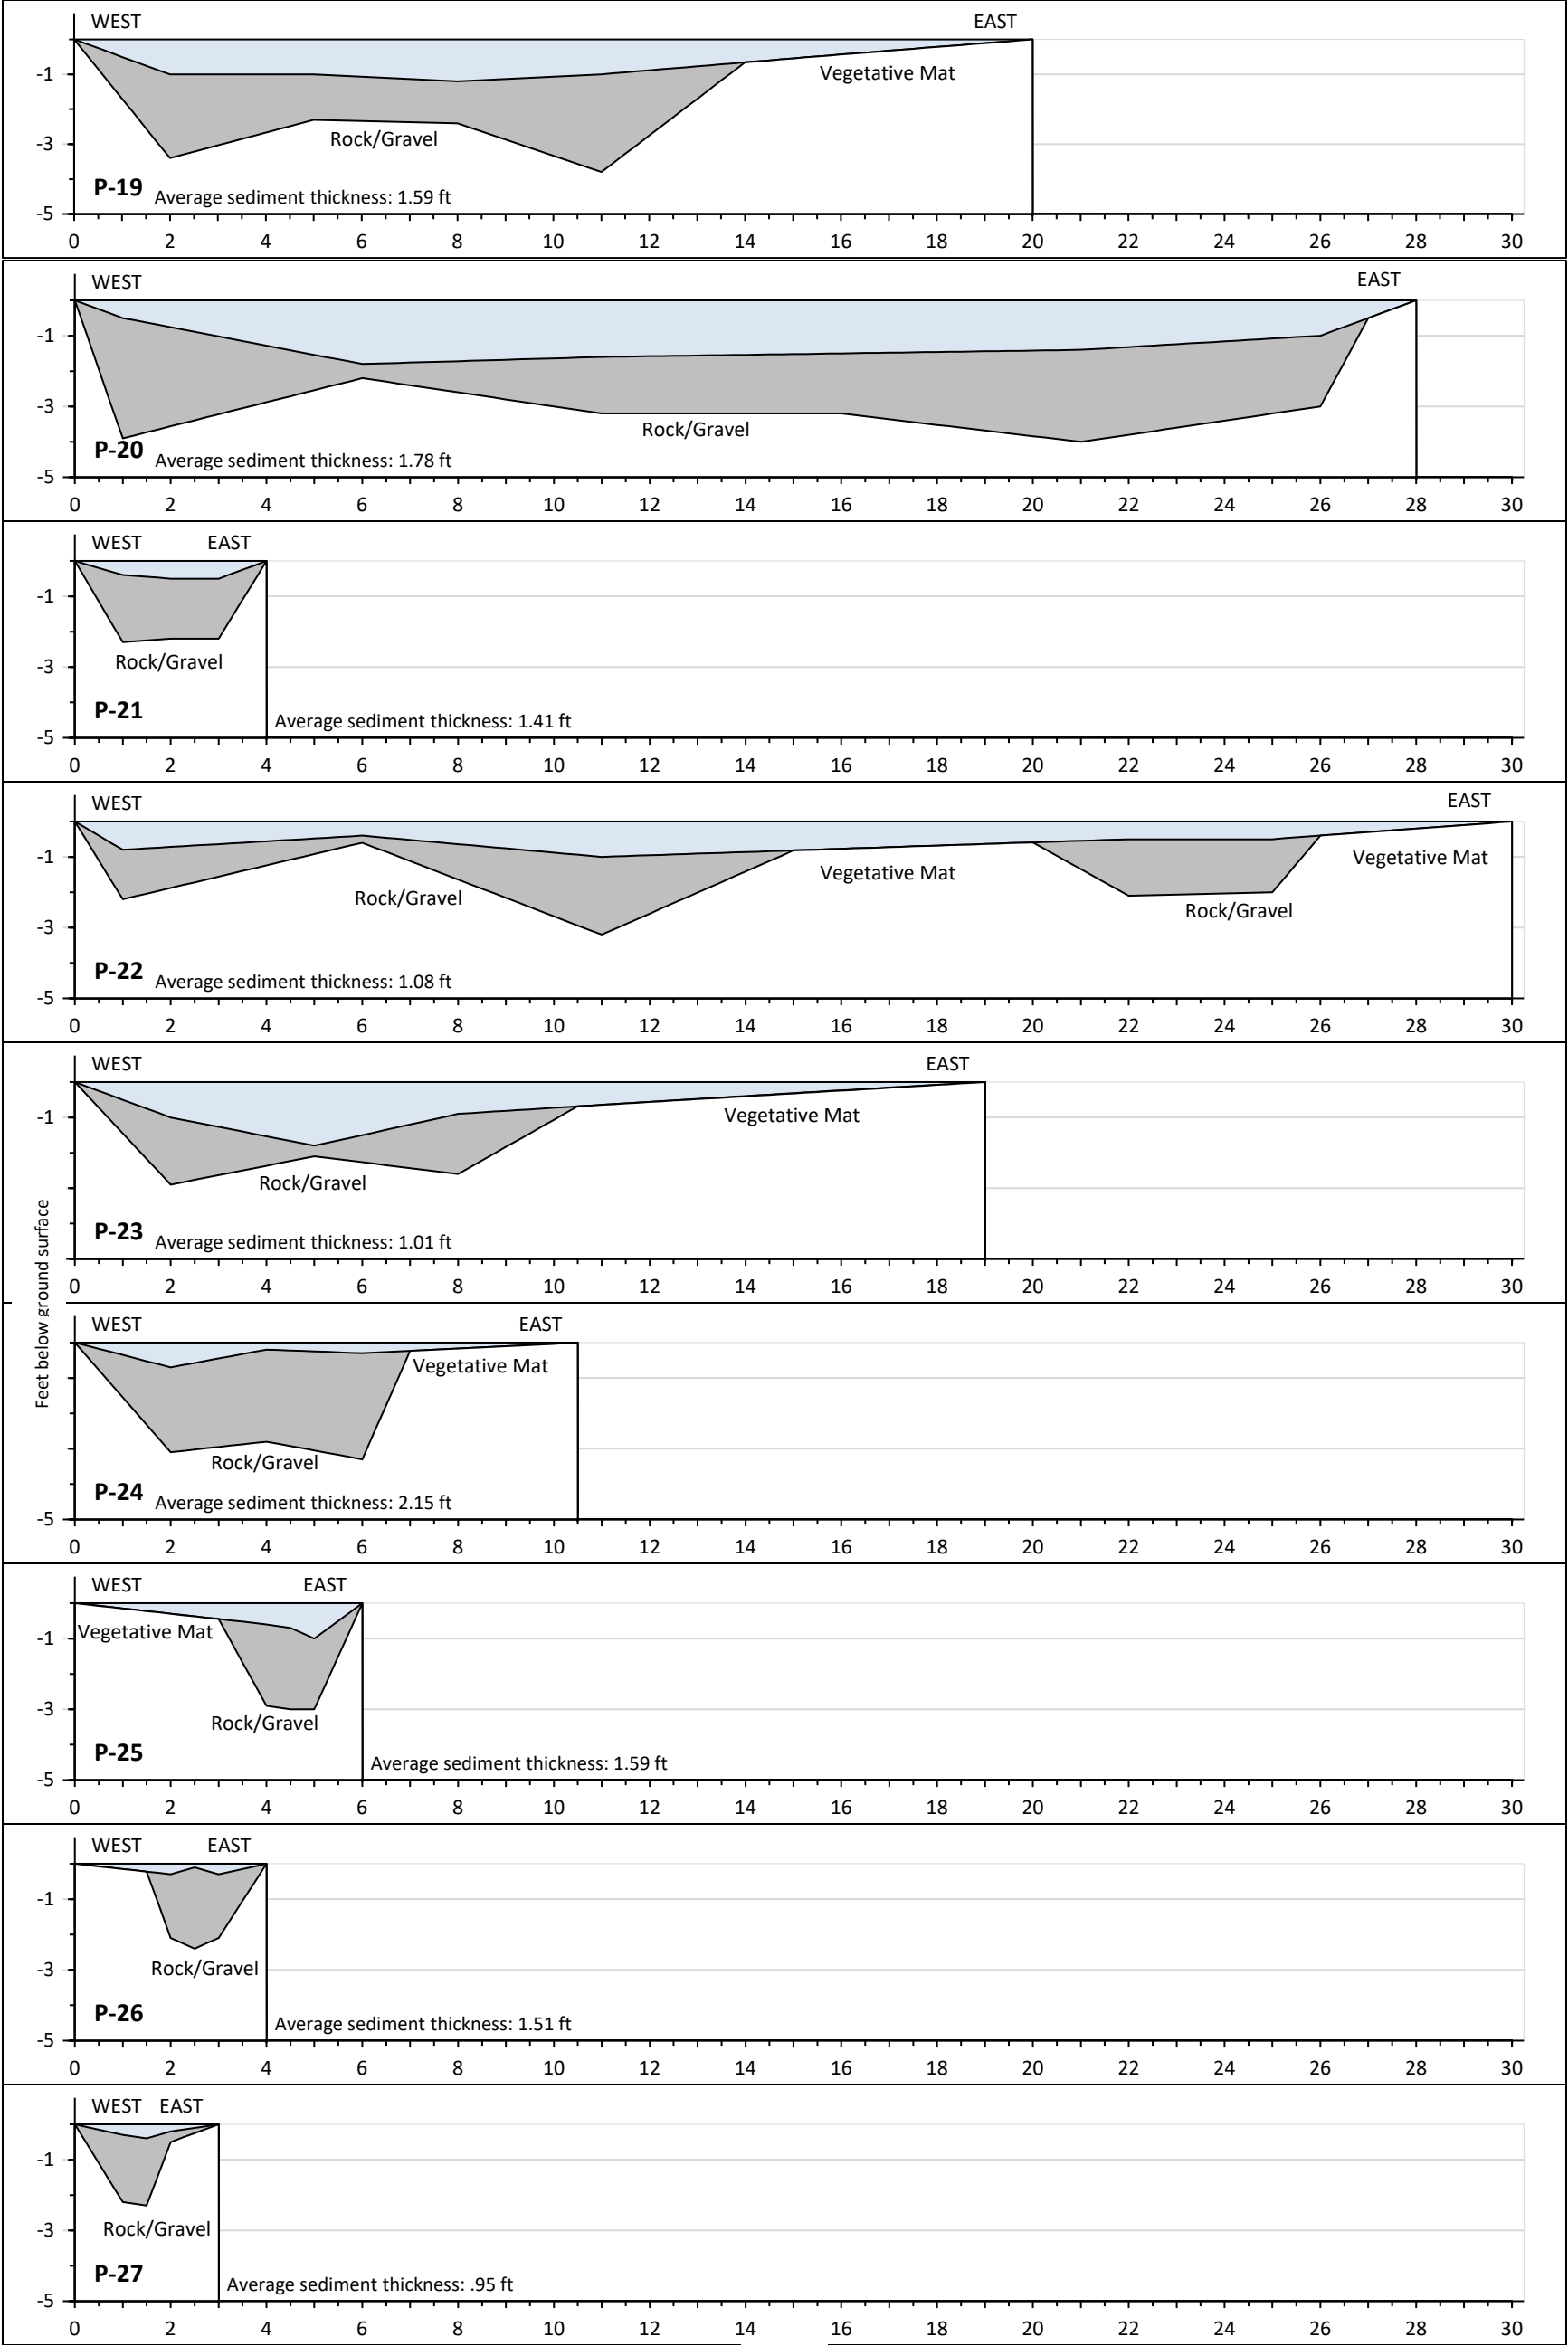 WEST EAST
-1 Vegetative Mat
-3 Rock/Gravel
P-19 Average sediment thickness: 1.59 ft
-5
0 2 4 6 8 10 12 14 16 18 20 22 24 26 28 30
WEST EAST
-1
-3 Rock/Gravel
P-20 Average sediment thickness: 1.78 ft
-5
0 2 4 6 8 10 12 14 16 18 20 22 24 26 28 30
WEST EAST
-1
-3 Rock/Gravel
P-21 Average sediment thickness: 1.41 ft
-5
0 2 4 6 8 10 12 14 16 18 20 22 24 26 28 30
WEST EAST
-1 Vegetative Mat Vegetative Mat
Rock/Gravel Rock/Gravel
-3
P-22 Average sediment thickness: 1.08 ft
-5
0 2 4 6 8 10 12 14 16 18 20 22 24 26 28 30
WEST EAST
-1 Vegetative Mat
Rock/Gravel
P-23 Average sediment thickness: 1.01 ft
0 2 4 6 8 10 12 14 16 18 20 22 24 26 28 30
Feet below ground surface
WEST EAST
Vegetative Mat
Rock/Gravel
P-24 Average sediment thickness: 2.15 ft
-5
0 2 4 6 8 10 12 14 16 18 20 22 24 26 28 30
WEST EAST
-1 Vegetative Mat
-3 Rock/Gravel
P-25 Average sediment thickness: 1.59 ft
-5
0 2 4 6 8 10 12 14 16 18 20 22 24 26 28 30
WEST EAST
-1
-3 Rock/Gravel
P-26 Average sediment thickness: 1.51 ft
-5
0 2 4 6 8 10 12 14 16 18 20 22 24 26 28 30
WEST EAST
-1
-3 Rock/Gravel
P-27 Average sediment thickness: .95 ft
-5
0 2 4 6 8 10 12 14 16 18 20 22 24 26 28 30